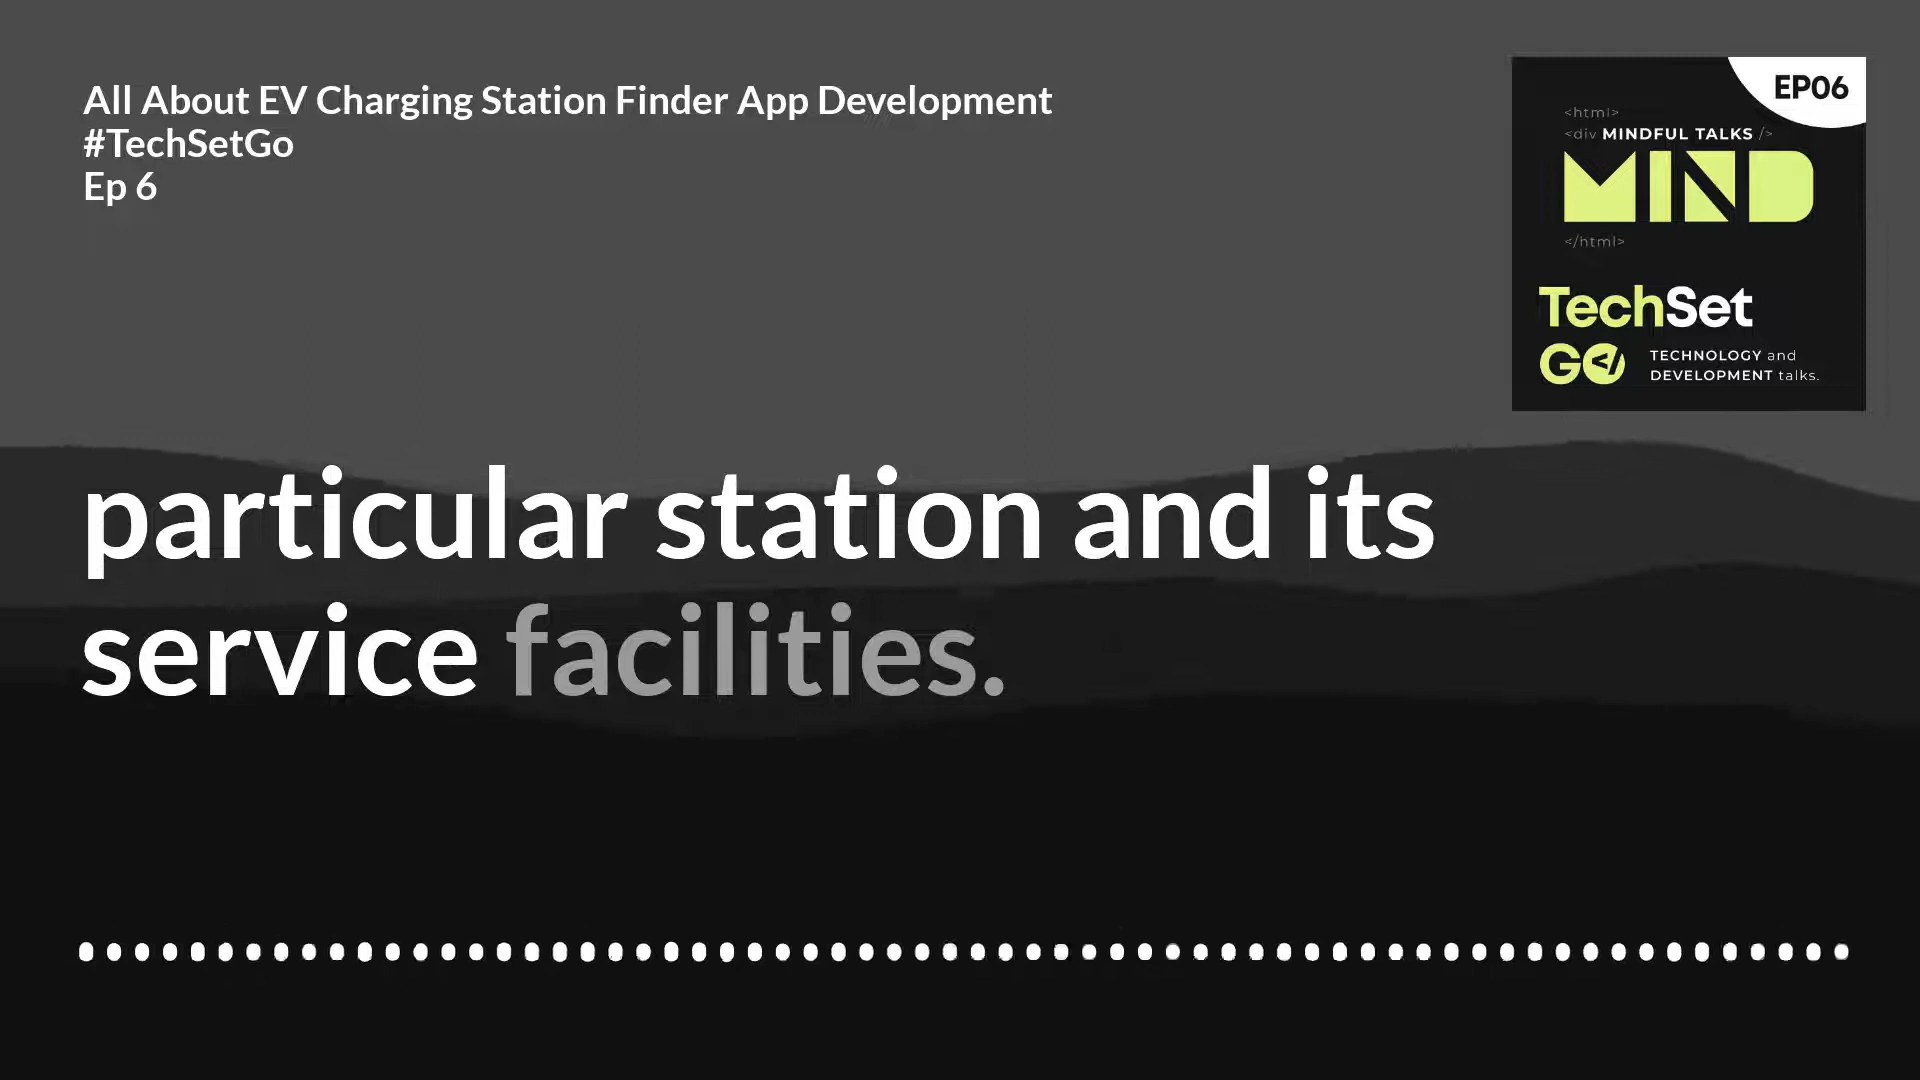 All About EV Charging Station Finder App Development
#TechSetGo
Ep 6
EP06
<html>
<div MINDFUL TALKS />
MIND
</html>
TechSet
GO</
TECHNOLOGY and
DEVELOPMENT talks.
particular station and its
service facilities.